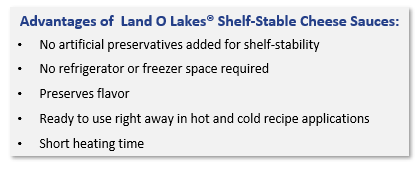 Advantages of Land O Lakes® Shelf-Stable Cheese Sauces:
• No artificial preservatives added for shelf-stability
• No refrigerator or freezer space required
• Preserves flavor
• Ready to use right away in hot and cold recipe applications
• Short heating time